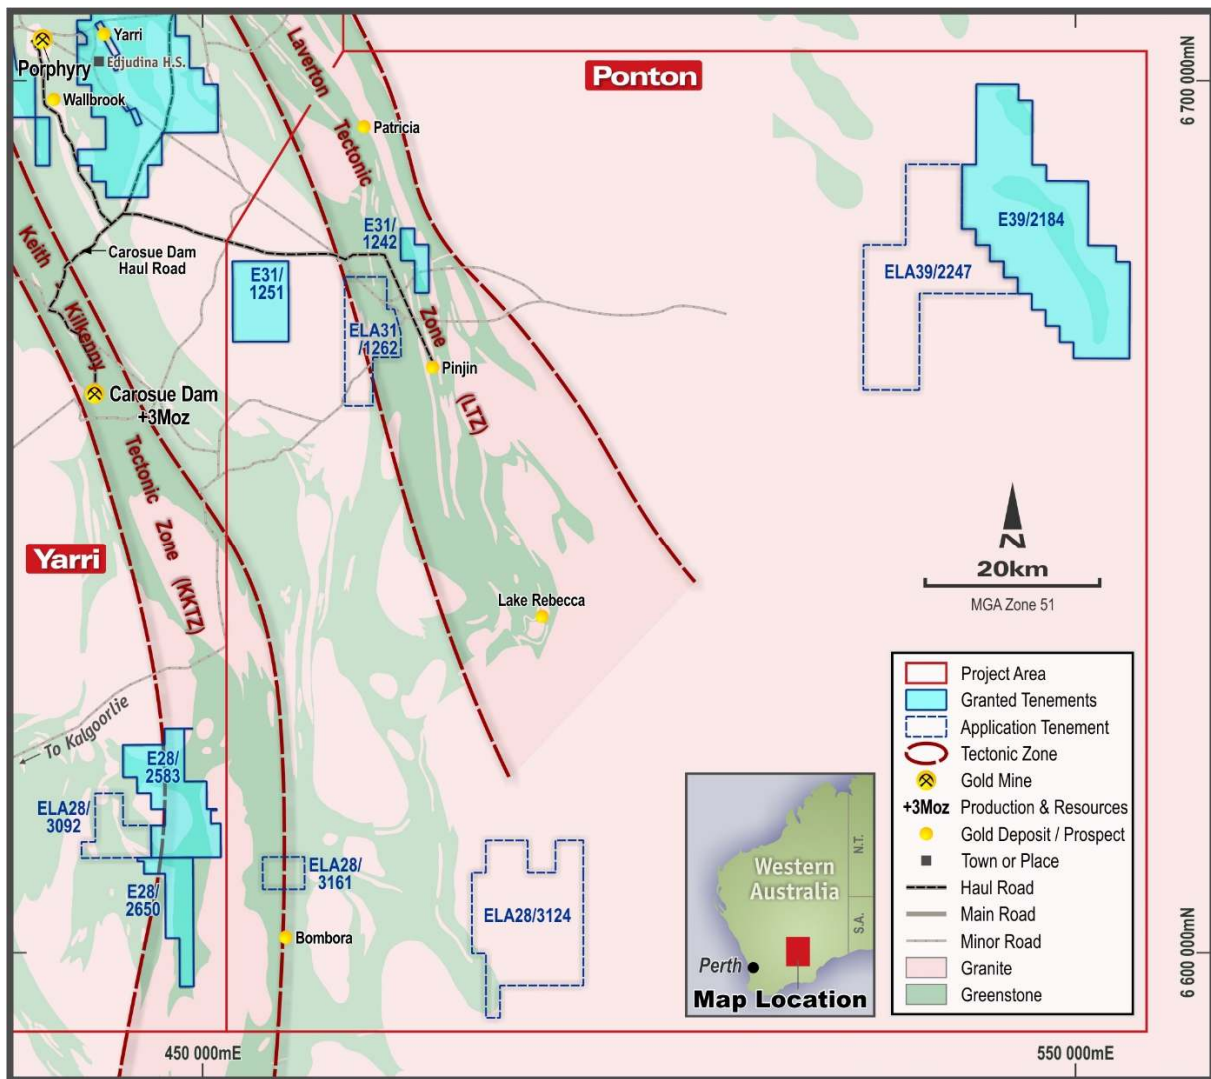 Yarri
Edjudina H.S.
Porphyry
Wallbrook
Laverton
Tectonic
Zone
(LTZ)
Patricia
Ponton
6 700 000mN
E39/2184
ELA39/2247
Keith
Kilkenny
Tectonic
Zone
(KKTZ)
Carosue Dam
Haul Road
E31/
1242
E31/
1251
ELA31
/1262
Pinjin
Carosue Dam
+3Moz
Yarri
Lake Rebecca
N
20km
MGA Zone 51
To Kalgoorlie
E28/
2583
ELA28/
3092
E28/
2650
ELA28/
3161
Bombora
ELA28/3124
Project Area
Granted Tenements
Application Tenement
Tectonic Zone
Gold Mine
+3Moz Production & Resources
Gold Deposit / Prospect
Town or Place
Haul Road
Main Road
Minor Road
Granite
Greenstone
Western
Australia
N.T.
S.A.
Perth
Map Location
6 600 000mN
450 000mE
550 000mE